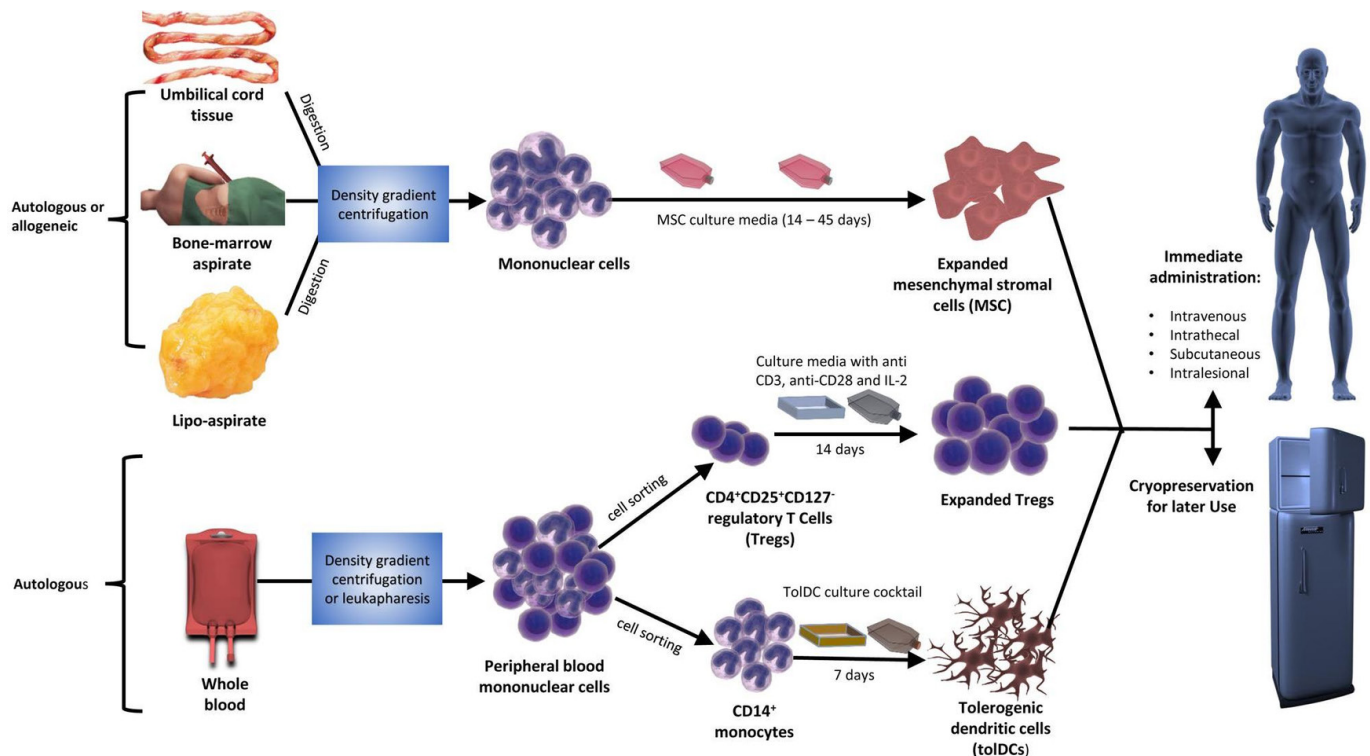 Umbilical cord
tissue
Digestion
Autologous or
allogeneic
Bone-marrow
aspirate
Density gradient
centrifugation
Digestion
Lipo-aspirate
Mononuclear cells
MSC culture media (14 – 45 days)
Expanded
mesenchymal stromal
cells (MSC)
Immediate
administration:
• Intravenous
• Intrathecal
• Subcutaneous
• Intralesional
Culture media with anti
CD3, anti-CD28 and IL-2
14 days
cell sorting
CD4⁺CD25⁺CD127⁻
regulatory T Cells
(Tregs)
Expanded Tregs
Cryopreservation
for later Use
Autologous
Whole
blood
Density gradient
centrifugation
or leukapharesis
Peripheral blood
mononuclear cells
cell sorting
CD14⁺
monocytes
TolDC culture cocktail
7 days
Tolerogenic
dendritic cells
(tolDCs)